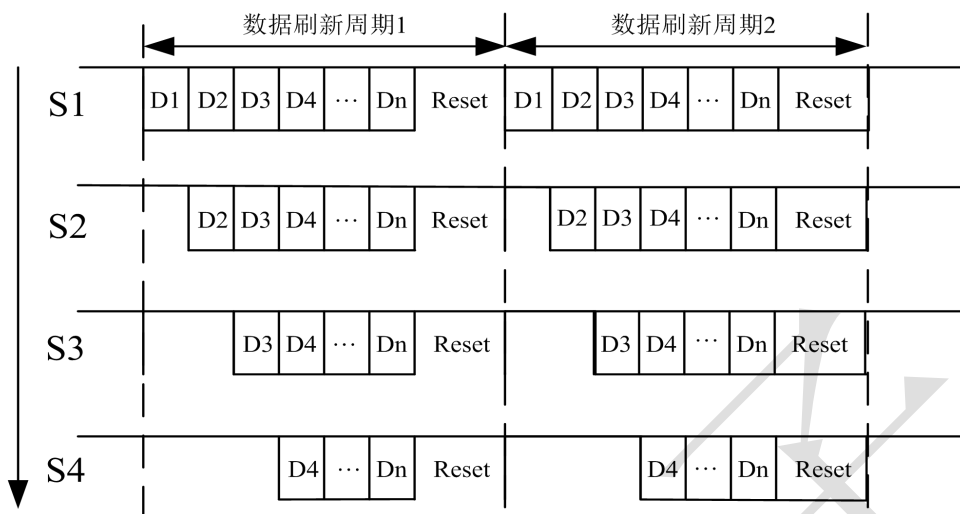 数据刷新周期1 数据刷新周期2
S1 D1 D2 D3 D4 ··· Dn Reset D1 D2 D3 D4 ··· Dn Reset
S2 D2 D3 D4 ··· Dn Reset D2 D3 D4 ··· Dn Reset
S3 D3 D4 ··· Dn Reset D3 D4 ··· Dn Reset
S4 D4 ··· Dn Reset D4 ··· Dn Reset